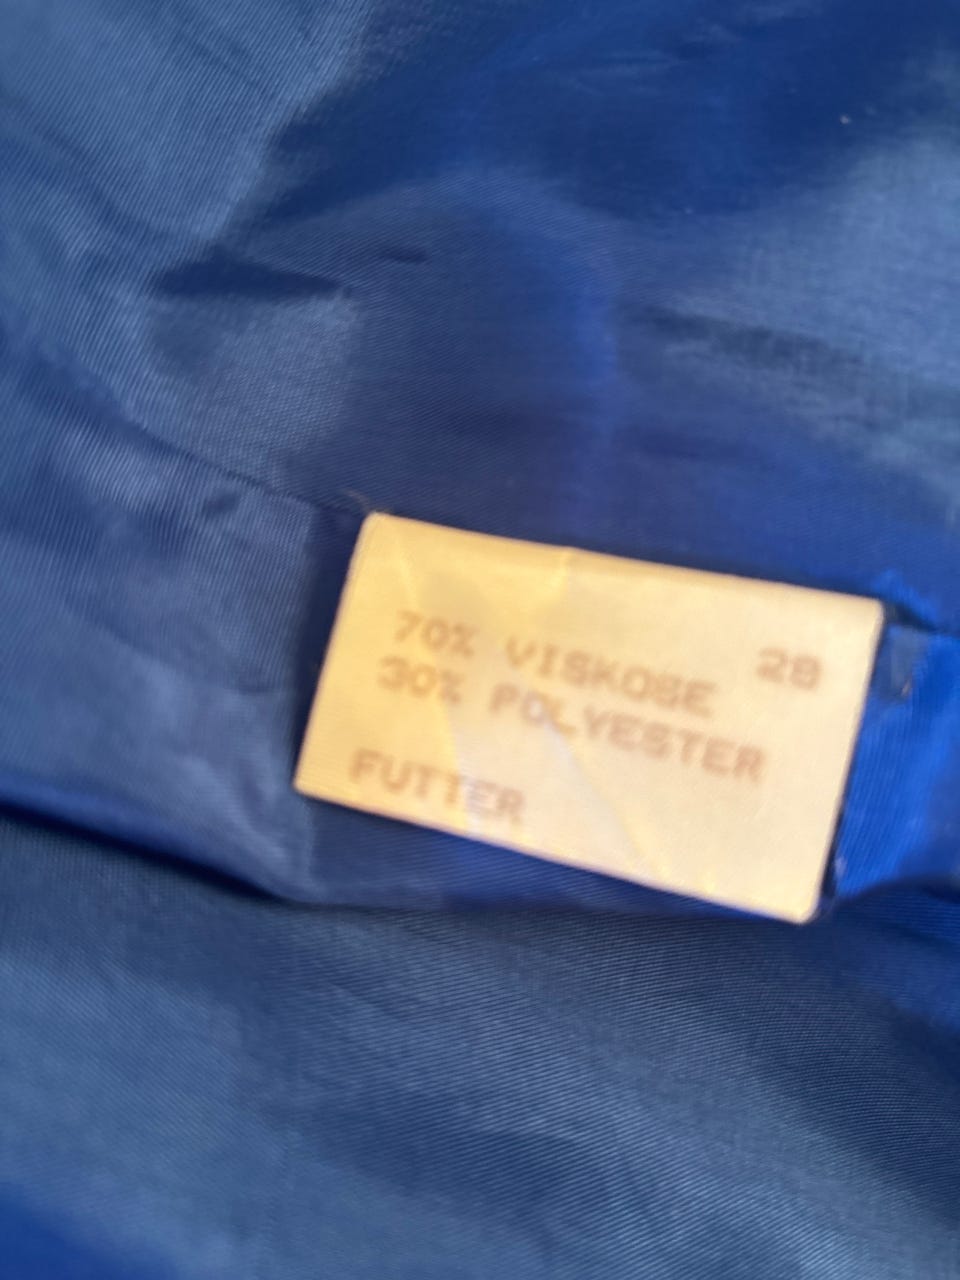 70% VISKOSE 28
30% POLYESTER
FUTTER